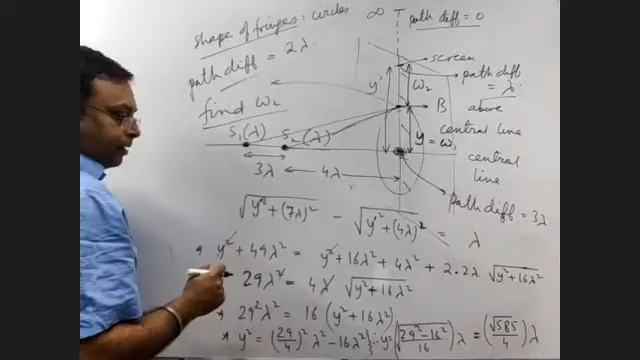 shape of fringes: circles
path diff = 2λ
find ω₂
∞
path diff = 0
screen
path diff = λ
above
central line
central line
path diff = 3λ
y'
ω₂
B
y = ω₁
S₁(λ)
S₂(λ)
3λ
4λ
√(y² + (7λ)²) - √(y² + (4λ)²) = λ
* y² + 49λ² = y² + 16λ² + 4λ² + 2.2λ √(y² + 16λ²)
29λ² = 4λ √(y² + 16λ²)
* 29²λ² = 16 (y² + 16λ²)
* y² = (29/4)² λ² - 16λ² } ∴ y = √((29² - 16²)/16) λ = (√585/4) λ